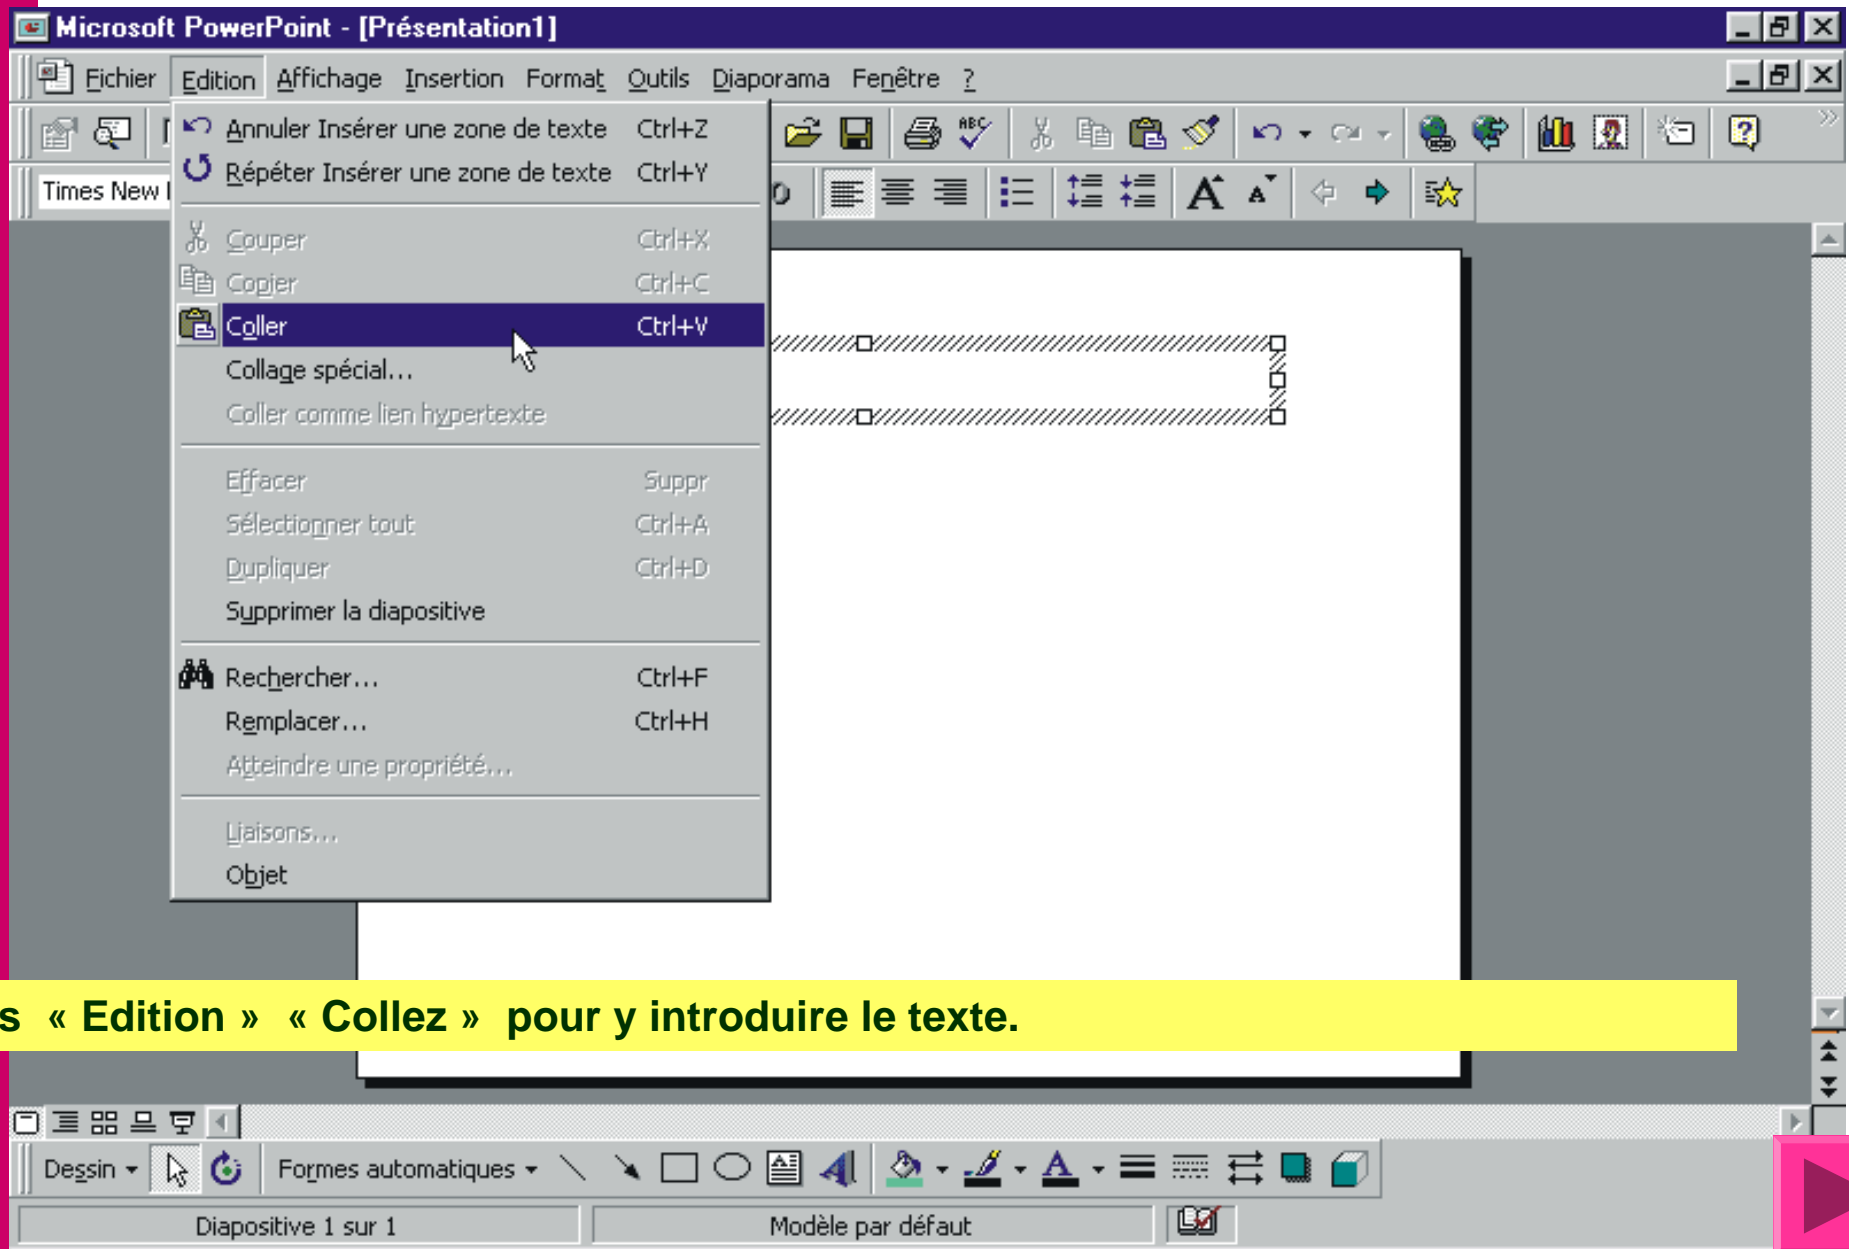 Microsoft PowerPoint - [Présentation1]
Fichier Edition Affichage Insertion Format Outils Diaporama Fenêtre ?
Annuler Insérer une zone de texte Ctrl+Z
Répéter Insérer une zone de texte Ctrl+Y
ABC
Times New
Couper Ctrl+X
Copier Ctrl+C
Coller Ctrl+V
Collage spécial...
Coller comme lien hypertexte
Effacer Suppr
Sélectionner tout Ctrl+A
Dupliquer Ctrl+D
Supprimer la diapositive
Rechercher... Ctrl+F
Remplacer... Ctrl+H
Atteindre une propriété...
Liaisons...
Objet
s « Edition » « Collez » pour y introduire le texte.
Dessin Formes automatiques
Diapositive 1 sur 1 Modèle par défaut